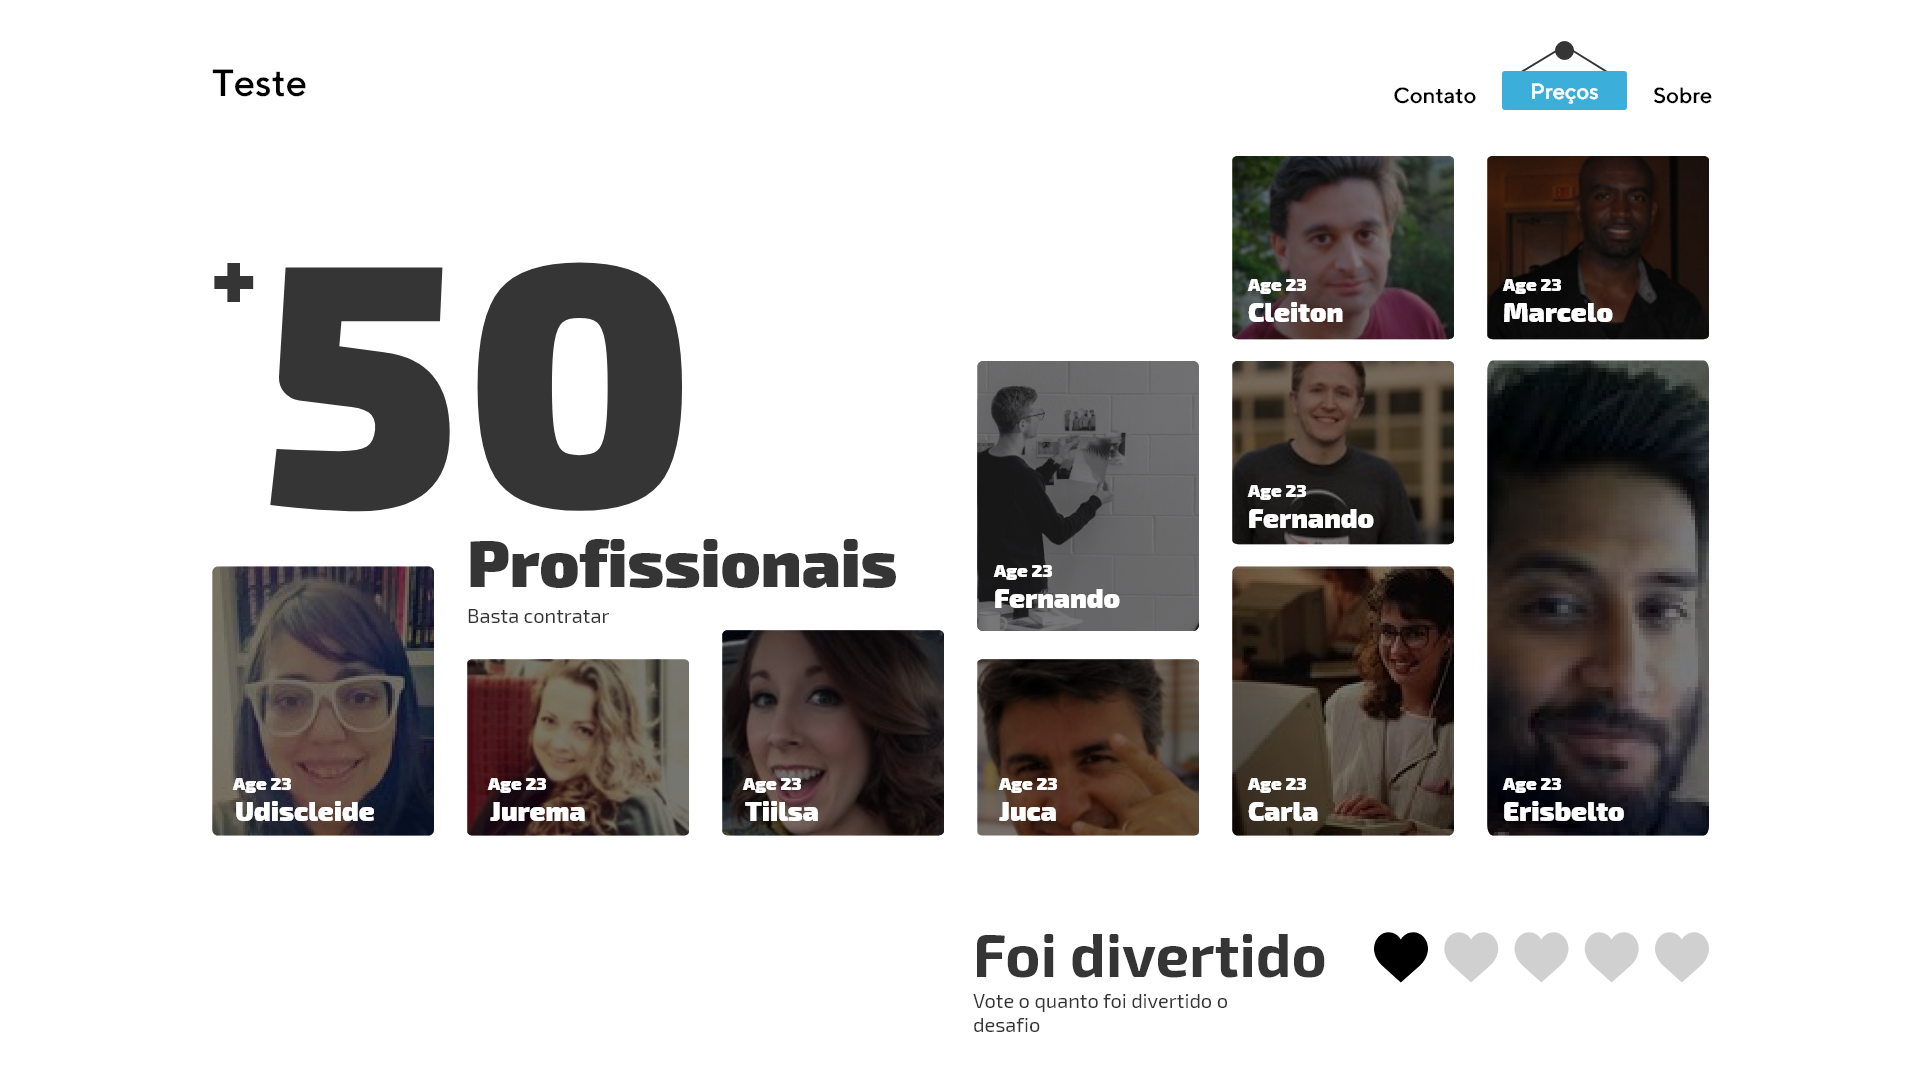 Teste
Contato
Preços
Sobre
+50
Profissionais
Basta contratar
Age 23
Cleiton
Age 23
Marcelo
Age 23
Fernando
Age 23
Fernando
Age 23
Udiscleide
Age 23
Jurema
Age 23
Tiilsa
Age 23
Juca
Age 23
Carla
Age 23
Erisbelto
Foi divertido
Vote o quanto foi divertido o
desafio